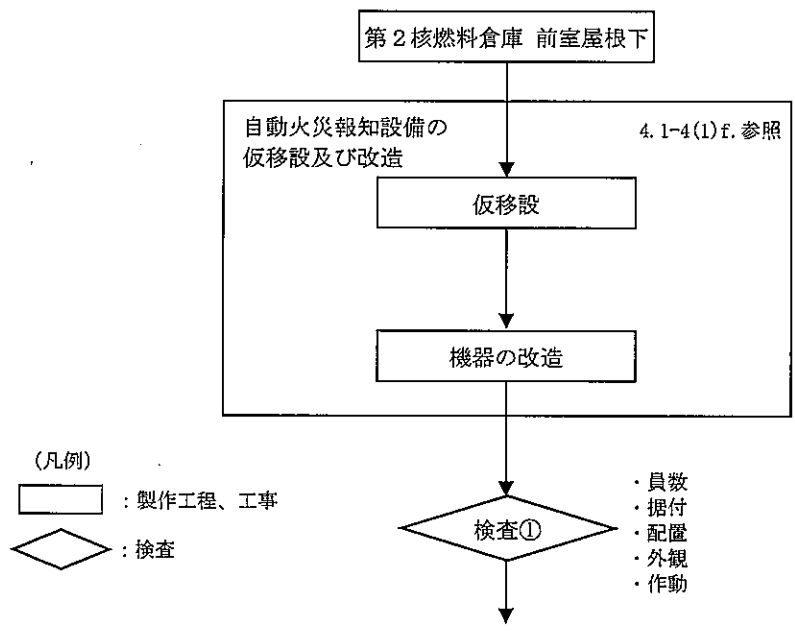 第2核燃料倉庫 前室屋根下
自動火災報知設備の
仮移設及び改造
4.1-4(1)f.参照
仮移設
機器の改造
(凡例)
：製作工程、工事
：検査
検査①
・員数
・据付
・配置
・外観
・作動